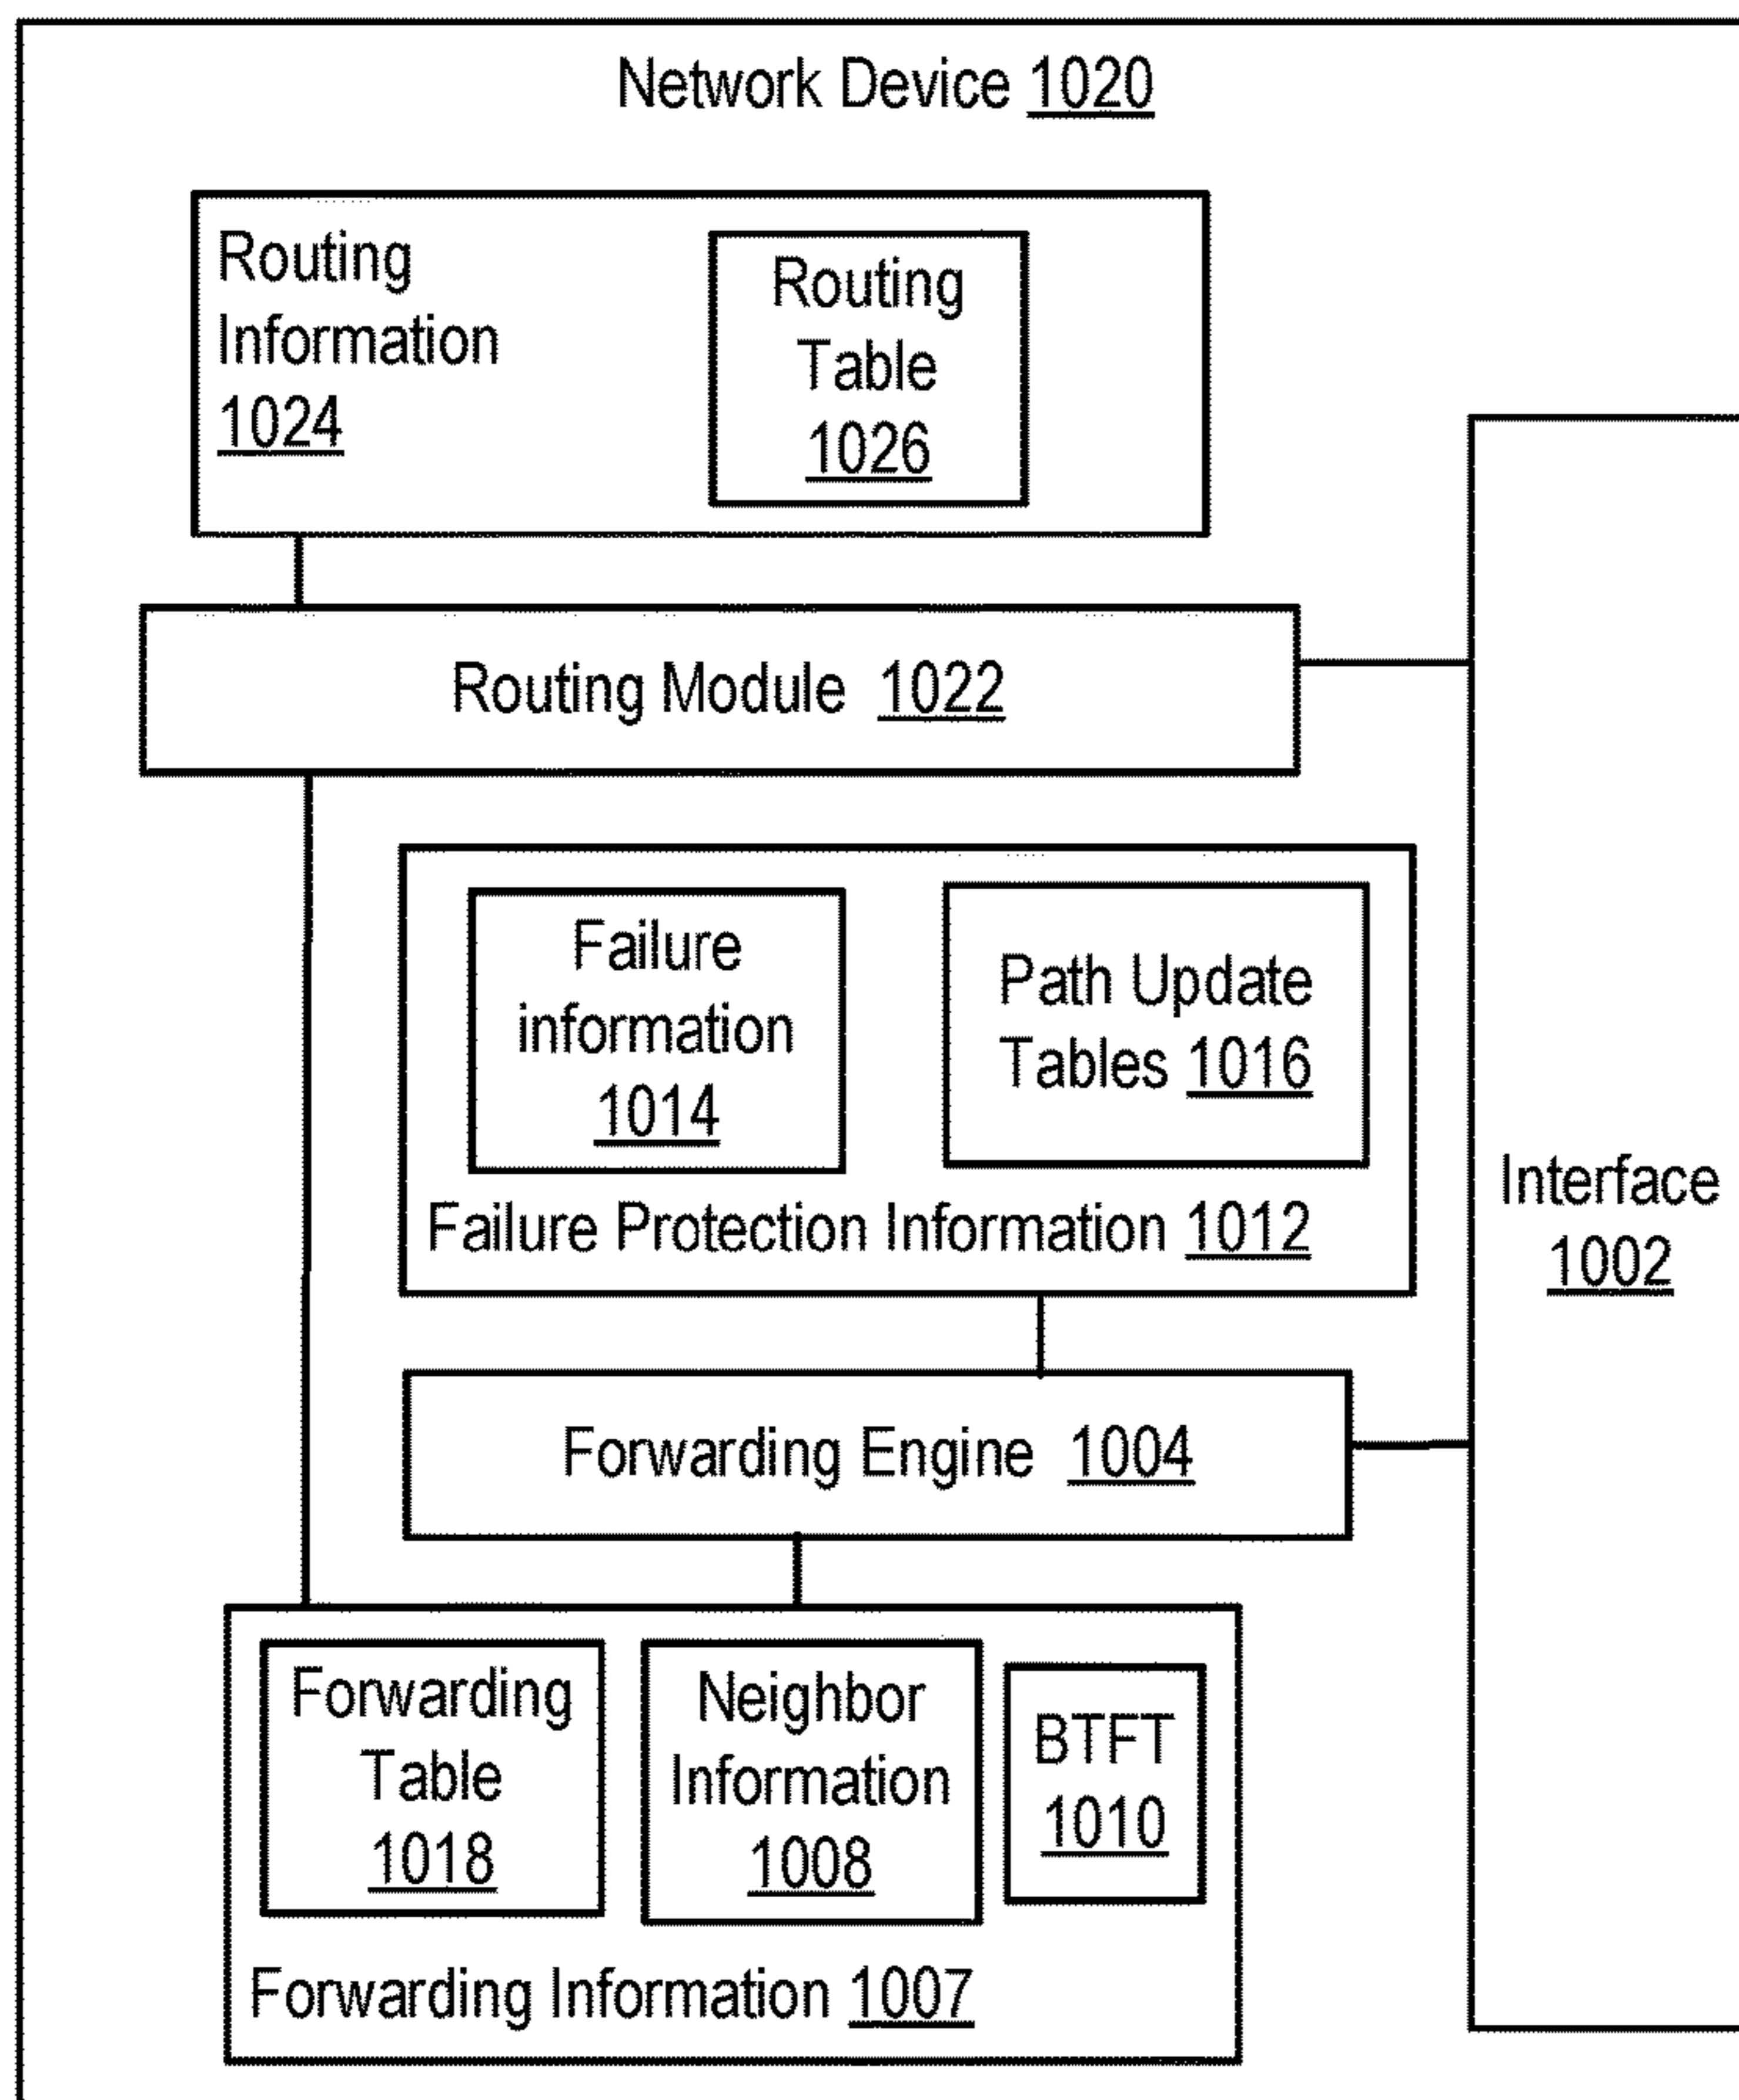 Network Device 1020
Routing
Information
1024
Routing
Table
1026
Routing Module 1022
Failure
information
1014
Path Update
Tables 1016
Failure Protection Information 1012
Interface
1002
Forwarding Engine 1004
Forwarding
Table
1018
Neighbor
Information
1008
BTFT
1010
Forwarding Information 1007